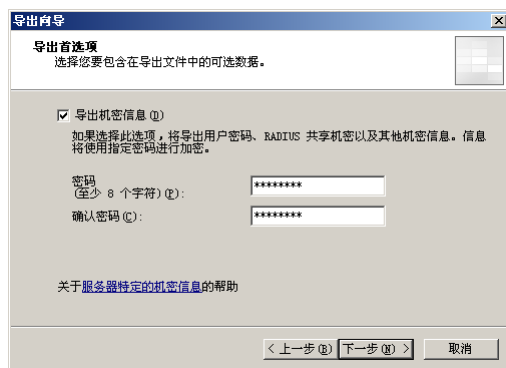 导出向导
导出首选项
选择您要包含在导出文件中的可选数据。
导出机密信息(D)
如果选择此选项，将导出用户密码、RADIUS 共享机密以及其他机密信息。信息
将使用指定密码进行加密。
密码
(至少 8 个字符)(P):
********
确认密码(C):
********
关于服务器特定的机密信息的帮助
< 上一步(B)
下一步(N) >
取消